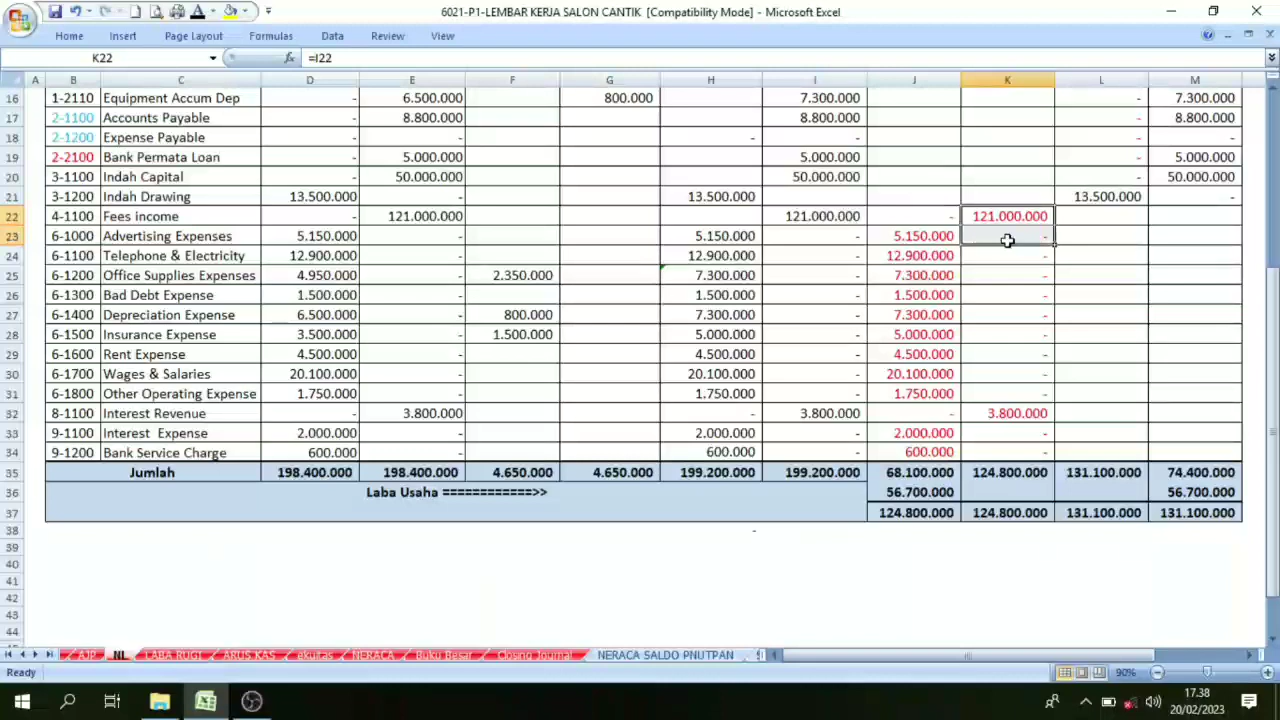 6021-P1-LEMBAR KERJA SALON CANTIK [Compatibility Mode] - Microsoft Excel
Home Insert Page Layout Formulas Data Review View
K22 fx =I22
A B C D E F G H I J K L M
16 1-2110 Equipment Accum Dep - 6.500.000 800.000 7.300.000 - 7.300.000
17 2-1100 Accounts Payable - 8.800.000 8.800.000 - 8.800.000
18 2-1200 Expense Payable - - - - - -
19 2-2100 Bank Permata Loan - 5.000.000 5.000.000 - 5.000.000
20 3-1100 Indah Capital - 50.000.000 50.000.000 - 50.000.000
21 3-1200 Indah Drawing 13.500.000 - 13.500.000 13.500.000 -
22 4-1100 Fees income - 121.000.000 121.000.000 - 121.000.000
23 6-1000 Advertising Expenses 5.150.000 - 5.150.000 - 5.150.000 -
24 6-1100 Telephone & Electricity 12.900.000 - 12.900.000 - 12.900.000 -
25 6-1200 Office Supplies Expenses 4.950.000 - 2.350.000 7.300.000 - 7.300.000 -
26 6-1300 Bad Debt Expense 1.500.000 - 1.500.000 - 1.500.000 -
27 6-1400 Depreciation Expense 6.500.000 - 800.000 7.300.000 - 7.300.000 -
28 6-1500 Insurance Expense 3.500.000 - 1.500.000 5.000.000 - 5.000.000 -
29 6-1600 Rent Expense 4.500.000 - 4.500.000 - 4.500.000 -
30 6-1700 Wages & Salaries 20.100.000 - 20.100.000 - 20.100.000 -
31 6-1800 Other Operating Expense 1.750.000 - 1.750.000 - 1.750.000 -
32 8-1100 Interest Revenue - 3.800.000 - 3.800.000 - 3.800.000
33 9-1100 Interest Expense 2.000.000 - 2.000.000 - 2.000.000 -
34 9-1200 Bank Service Charge 600.000 - 600.000 - 600.000 -
35 Jumlah 198.400.000 198.400.000 4.650.000 4.650.000 199.200.000 199.200.000 68.100.000 124.800.000 131.100.000 74.400.000
36 Laba Usaha ============>> 56.700.000 56.700.000
37 124.800.000 124.800.000 131.100.000 131.100.000
38 -
39
40
41
42
43
44
AJP NL LABA RUGI ARUS KAS ekuitas NERACA Buku Besar Closing Journal NERACA SALDO PNUTPAN
Ready 90%
17.38
20/02/2023